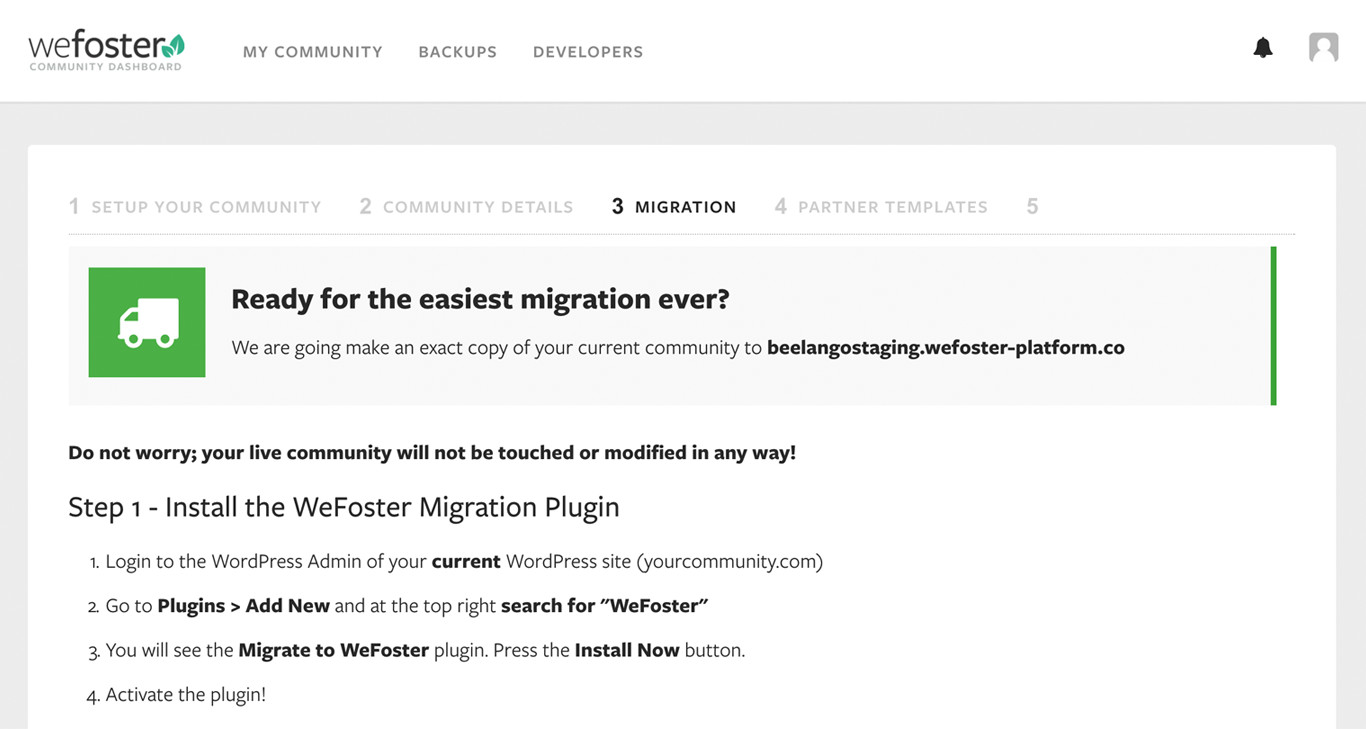 wefoster
COMMUNITY DASHBOARD
MY COMMUNITY BACKUPS DEVELOPERS
1 SETUP YOUR COMMUNITY 2 COMMUNITY DETAILS 3 MIGRATION 4 PARTNER TEMPLATES 5
Ready for the easiest migration ever?
We are going make an exact copy of your current community to beelangostaging.wefoster-platform.co
Do not worry; your live community will not be touched or modified in any way!
Step 1 - Install the WeFoster Migration Plugin
1. Login to the WordPress Admin of your current WordPress site (yourcommunity.com)
2. Go to Plugins > Add New and at the top right search for "WeFoster"
3. You will see the Migrate to WeFoster plugin. Press the Install Now button.
4. Activate the plugin!